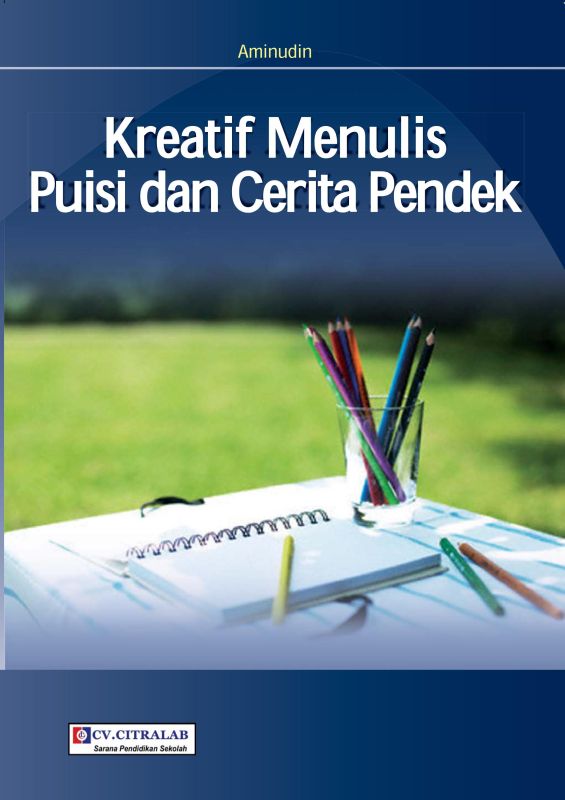 Aminudin
Kreatif Menulis
Puisi dan Cerita Pendek
CV.CITRALAB
Sarana Pendidikan Sekolah